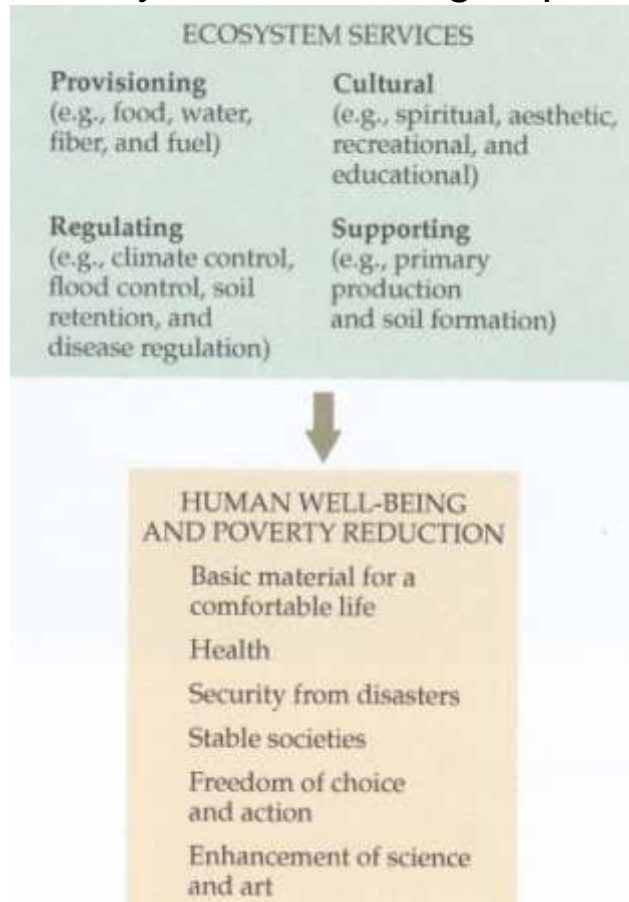 ECOSYSTEM SERVICES
Provisioning
(e.g., food, water,
fiber, and fuel)
Cultural
(e.g., spiritual, aesthetic,
recreational, and
educational)
Regulating
(e.g., climate control,
flood control, soil
retention, and
disease regulation)
Supporting
(e.g., primary
production
and soil formation)
HUMAN WELL-BEING
AND POVERTY REDUCTION
Basic material for a
comfortable life
Health
Security from disasters
Stable societies
Freedom of choice
and action
Enhancement of science
and art